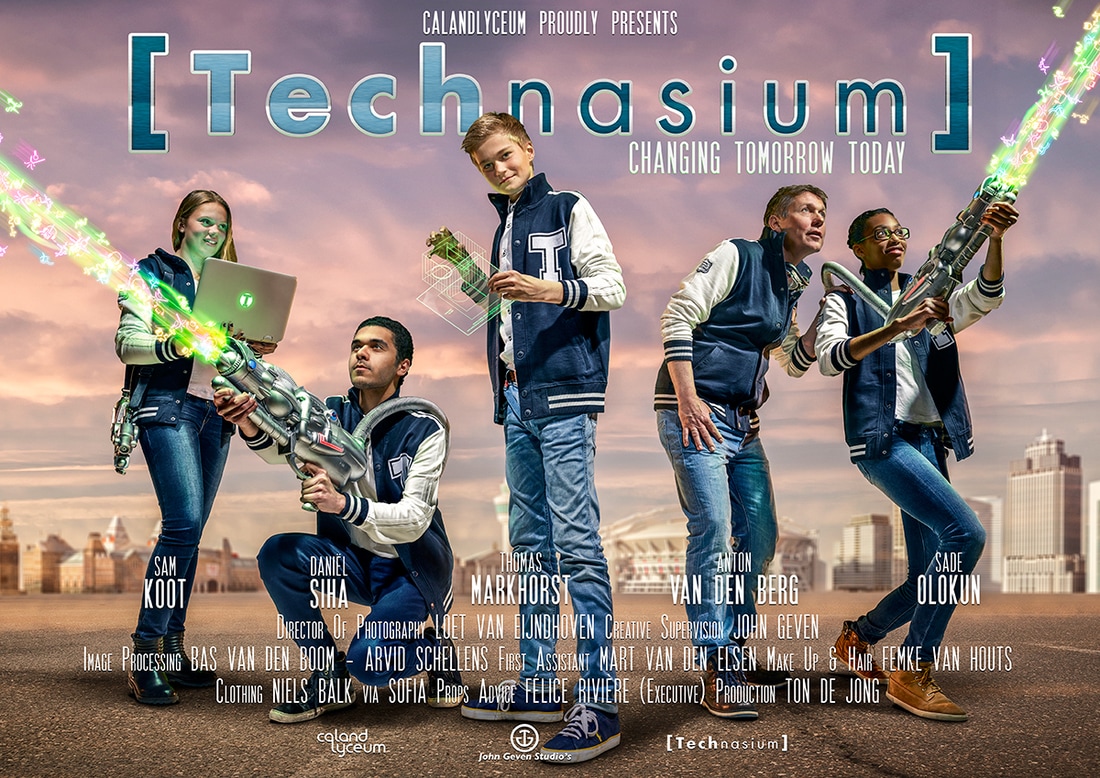 CALANDLYCEUM PROUDLY PRESENTS
[Technasium]
CHANGING TOMORROW TODAY
SAM KOOT
DANIËL SIHA
THOMAS MARKHORST
ANTON VAN DEN BERG
SADE OLOKUN
DIRECTOR OF PHOTOGRAPHY LOET VAN EIJNDHOVEN CREATIVE SUPERVISION JOHN GEVEN
IMAGE PROCESSING BAS VAN DEN BOOM - ARVID SCHELLENS FIRST ASSISTANT MART VAN DEN ELSEN MAKE UP & HAIR FEMKE VAN HOUTS
CLOTHING NIELS BALK VIA SOFIA PROPS ADVICE FÉLICE RIVIÈRE (EXECUTIVE) PRODUCTION TON DE JONG
caland
lyceum
John Geven Studio's
[Technasium]